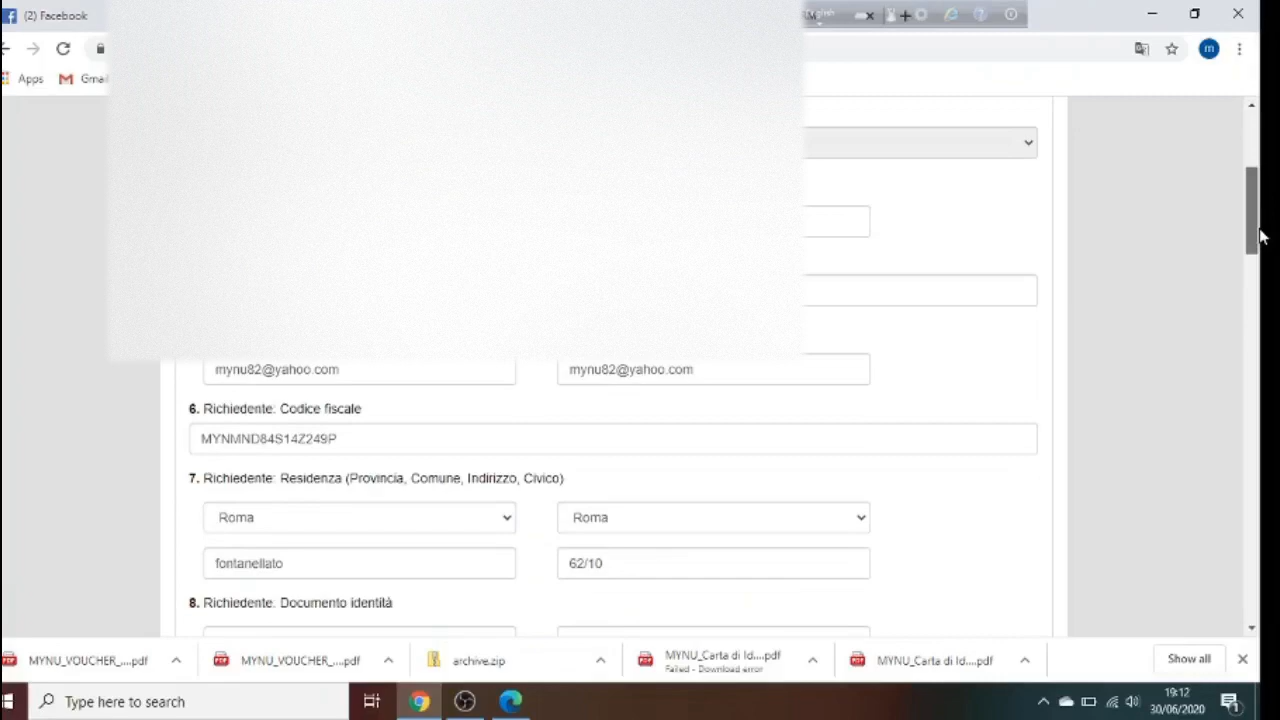 (2) Facebook
Apps Gmai
mynu82@yahoo.com mynu82@yahoo.com
6. Richiedente: Codice fiscale
MYNMND84S14Z249P
7. Richiedente: Residenza (Provincia, Comune, Indirizzo, Civico)
Roma Roma
fontanellato 62/10
8. Richiedente: Documento identità
MYNU_VOUCHER_....pdf MYNU_VOUCHER_....pdf archive.zip MYNU_Carta di Id....pdf MYNU_Carta di Id....pdf Show all
Failed - Download error
Type here to search
19:12
30/06/2020